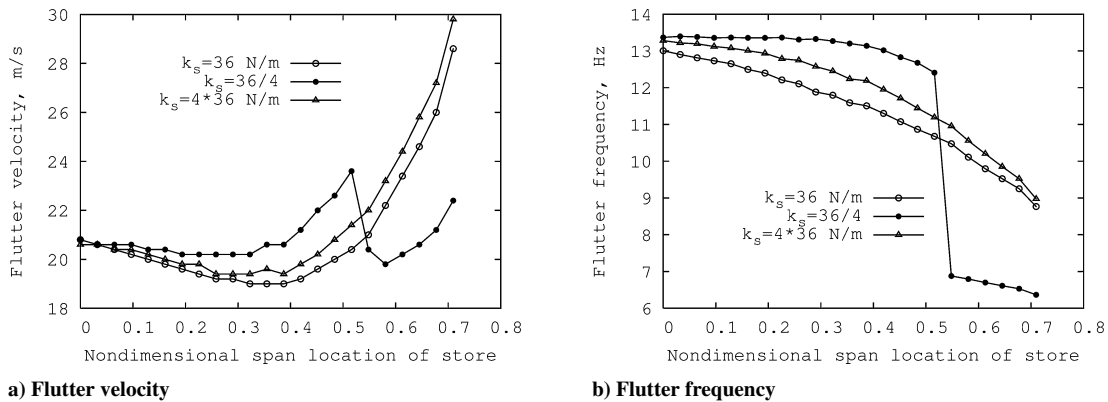 30
28
26
24
22
20
18
0 0.1 0.2 0.3 0.4 0.5 0.6 0.7 0.8
Flutter velocity, m/s
k_s=36 N/m
k_s=36/4
k_s=4*36 N/m
Nondimensional span location of store
a) Flutter velocity
14
13
12
11
10
9
8
7
6
0 0.1 0.2 0.3 0.4 0.5 0.6 0.7 0.8
Flutter frequency, Hz
k_s=36 N/m
k_s=36/4
k_s=4*36 N/m
Nondimensional span location of store
b) Flutter frequency